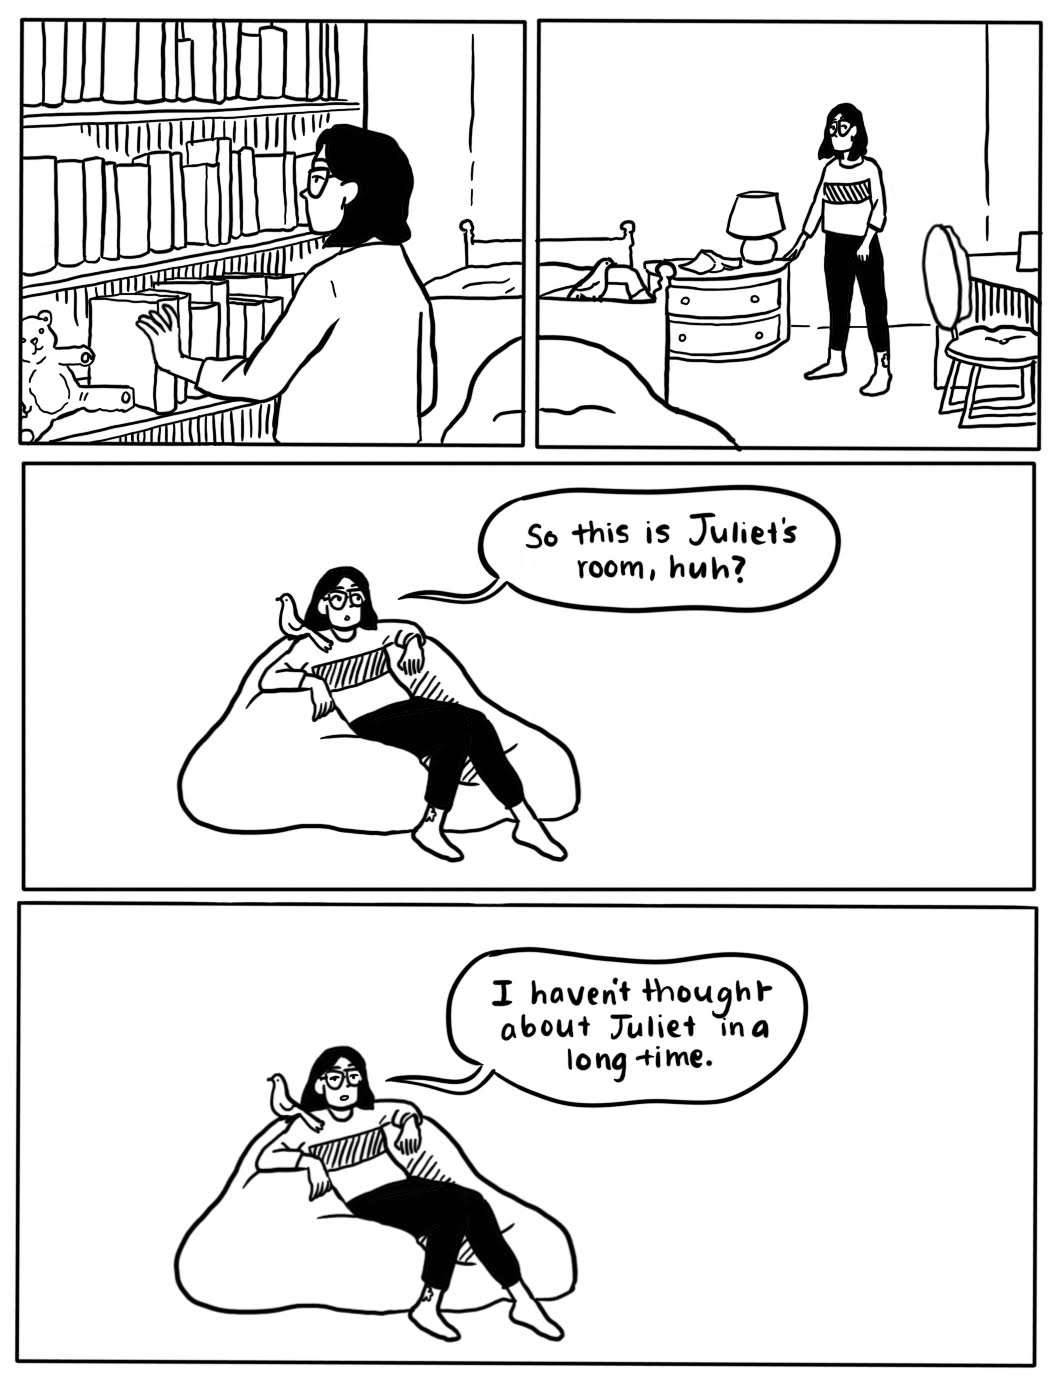 So this is Juliet's
room, huh?
I haven't thought
about Juliet in a
long time.